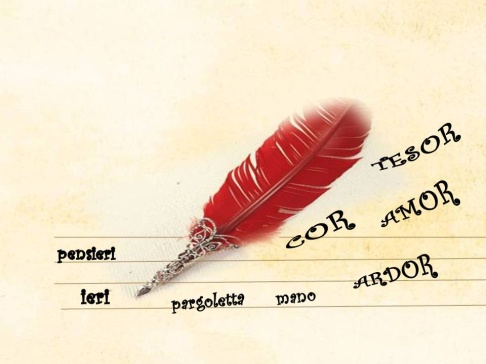 TESOR
COR AMOR
pensieri
ARDOR
ieri pargoletta mano